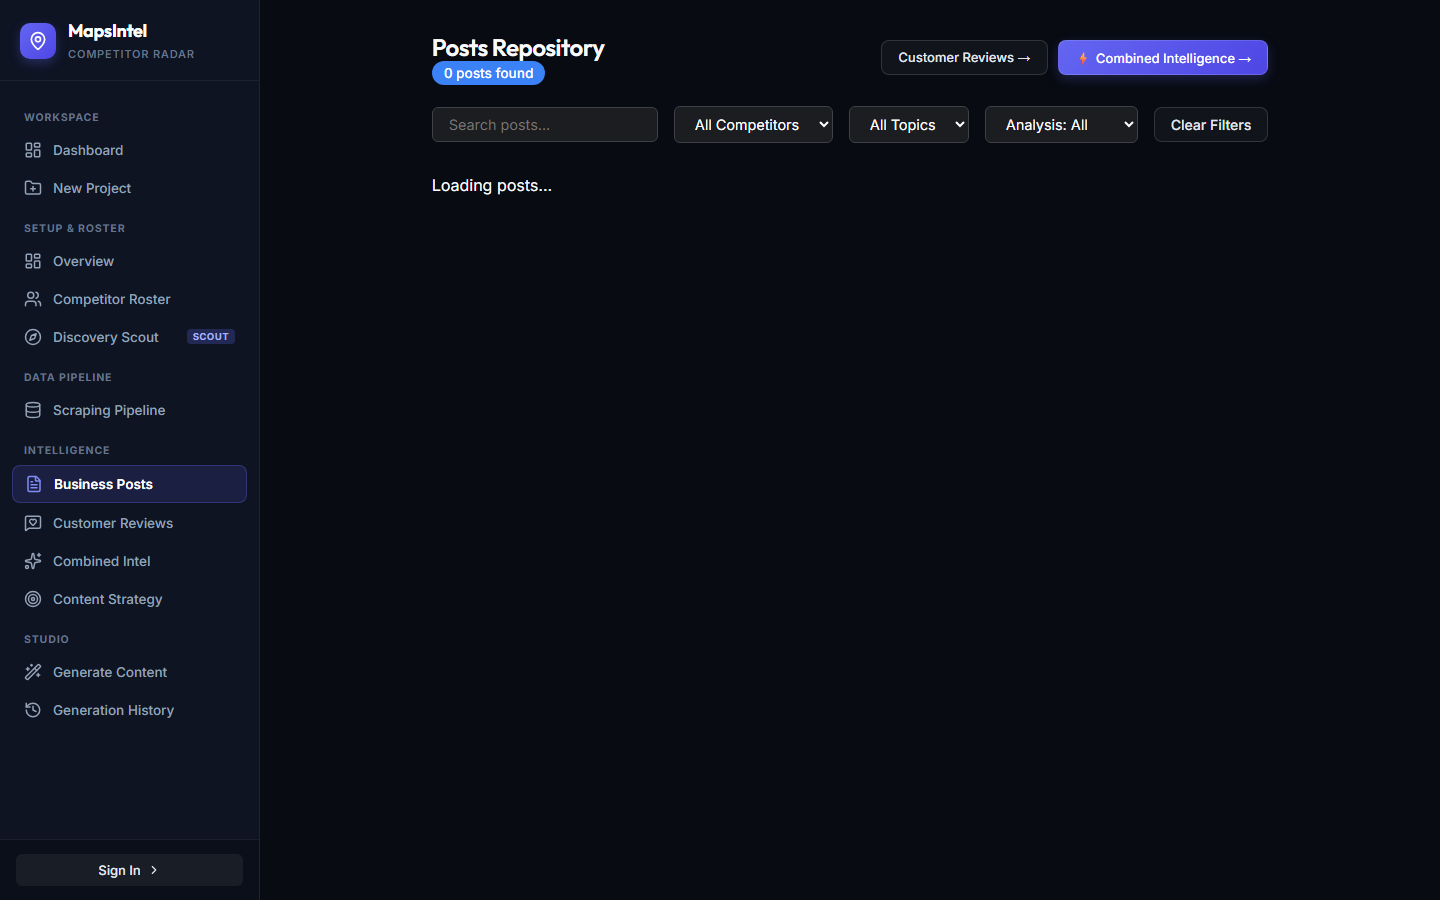 MapsIntel
COMPETITOR RADAR
WORKSPACE
Dashboard
New Project
SETUP & ROSTER
Overview
Competitor Roster
Discovery Scout SCOUT
DATA PIPELINE
Scraping Pipeline
INTELLIGENCE
Business Posts
Customer Reviews
Combined Intel
Content Strategy
STUDIO
Generate Content
Generation History
Sign In
Posts Repository
0 posts found
Customer Reviews →
⚡ Combined Intelligence →
Search posts... All Competitors All Topics Analysis: All Clear Filters
Loading posts...